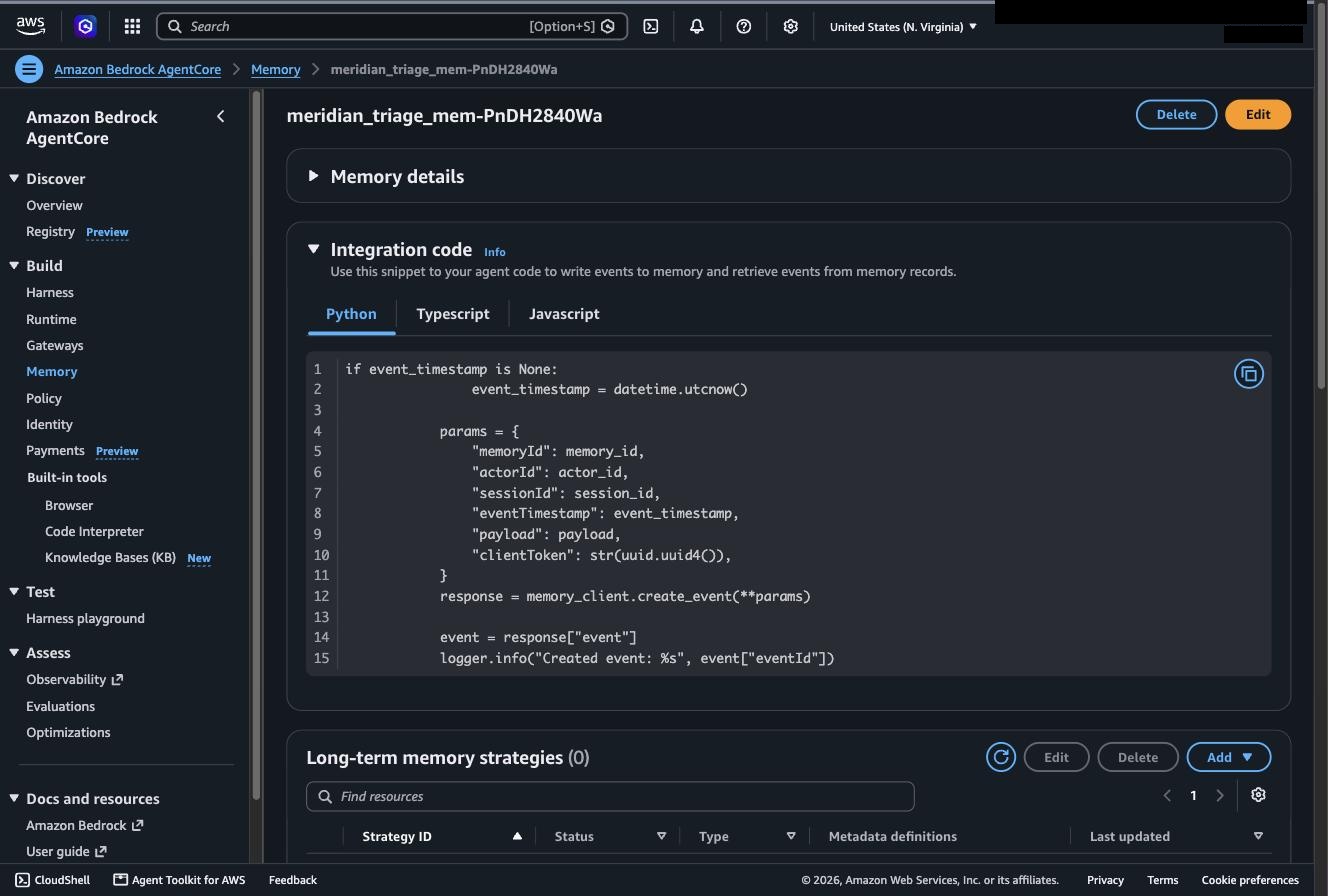 aws
Search [Option+S]
United States (N. Virginia)
Amazon Bedrock AgentCore
Memory
meridian_triage_mem-PnDH2840Wa
Amazon Bedrock
AgentCore
Discover
Overview
Registry Preview
Build
Harness
Runtime
Gateways
Memory
Policy
Identity
Payments Preview
Built-in tools
Browser
Code Interpreter
Knowledge Bases (KB) New
Test
Harness playground
Assess
Observability
Evaluations
Optimizations
Docs and resources
Amazon Bedrock
User guide
meridian_triage_mem-PnDH2840Wa
Delete
Edit
Memory details
Integration code Info
Use this snippet to your agent code to write events to memory and retrieve events from memory records.
Python Typescript Javascript
1 if event_timestamp is None:
2 event_timestamp = datetime.utcnow()
3
4 params = {
5 "memoryId": memory_id,
6 "actorId": actor_id,
7 "sessionId": session_id,
8 "eventTimestamp": event_timestamp,
9 "payload": payload,
10 "clientToken": str(uuid.uuid4()),
11 }
12 response = memory_client.create_event(**params)
13
14 event = response["event"]
15 logger.info("Created event: %s", event["eventId"])
Long-term memory strategies (0)
Edit
Delete
Add
Find resources
1
Strategy ID Status Type Metadata definitions Last updated
CloudShell Agent Toolkit for AWS Feedback
© 2026, Amazon Web Services, Inc. or its affiliates. Privacy Terms Cookie preferences